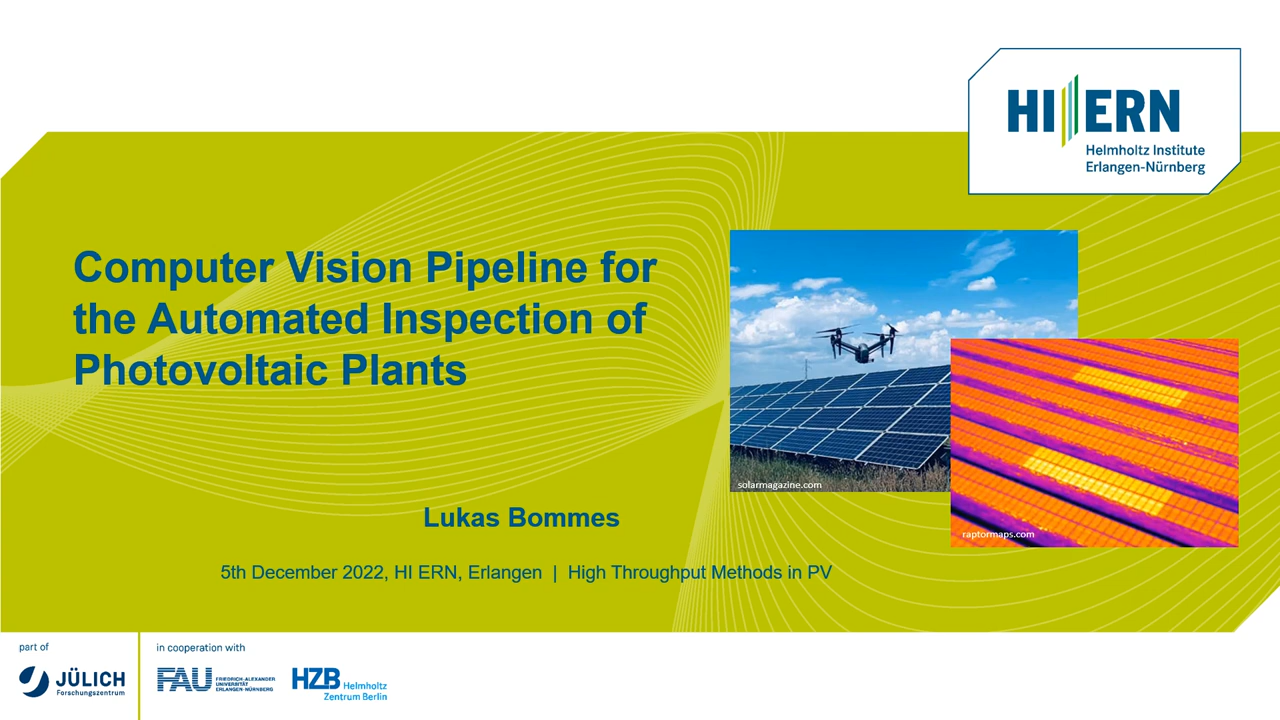 HI ERN
Helmholtz Institute
Erlangen-Nürnberg
Computer Vision Pipeline for
the Automated Inspection of
Photovoltaic Plants
solarmagazine.com
raptormaps.com
Lukas Bommes
5th December 2022, HI ERN, Erlangen | High Throughput Methods in PV
part of
JÜLICH
Forschungszentrum
in cooperation with
FAU
FRIEDRICH-ALEXANDER
UNIVERSITÄT
ERLANGEN-NÜRNBERG
HZB Helmholtz
Zentrum Berlin